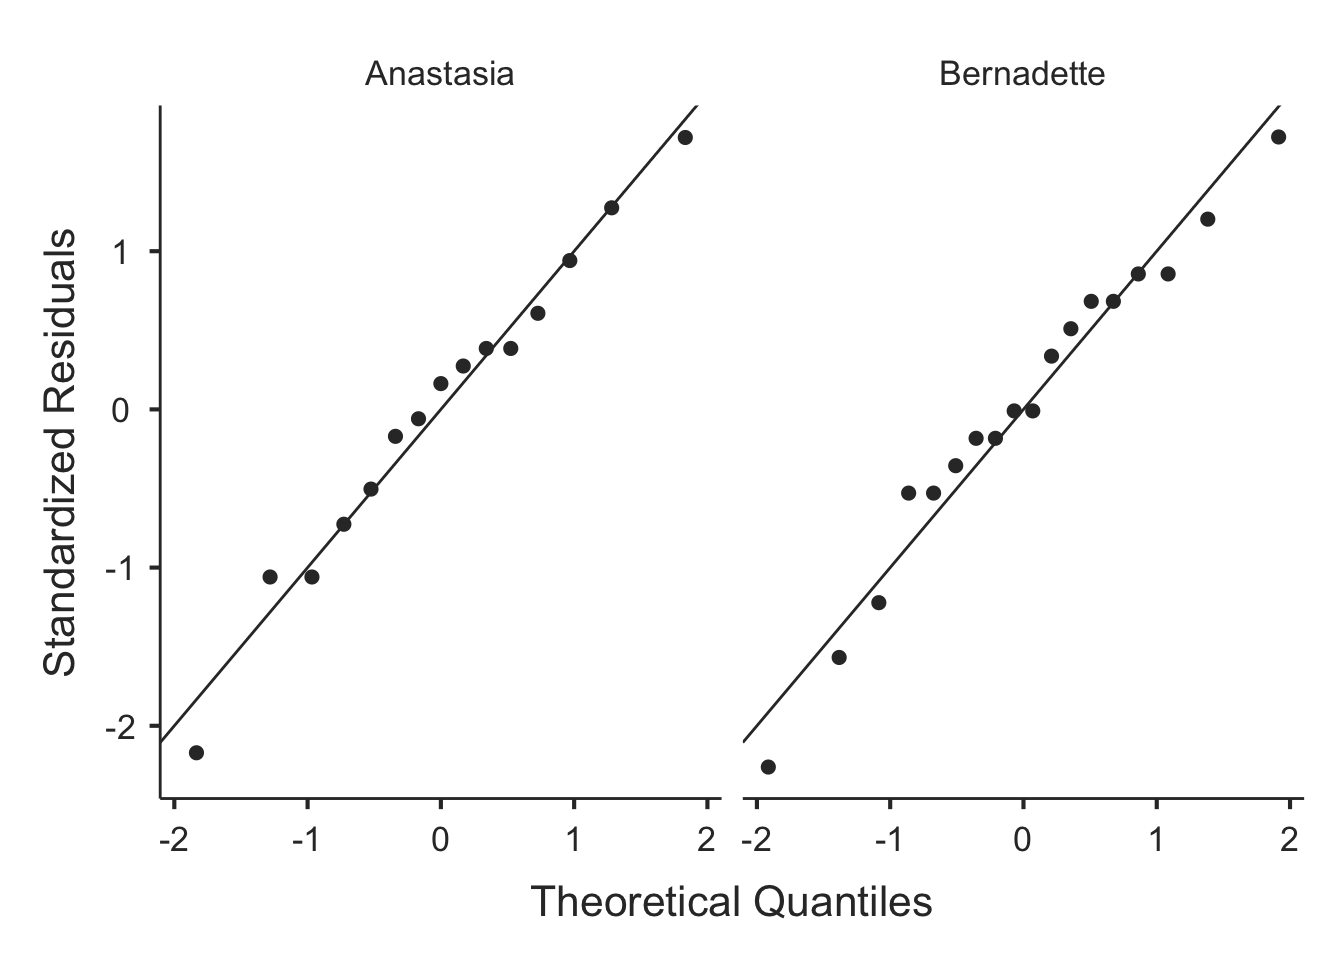 Anastasia Bernadette
Standardized Residuals
1
0
-1
-2
-2 -1 0 1 2 -2 -1 0 1 2
Theoretical Quantiles